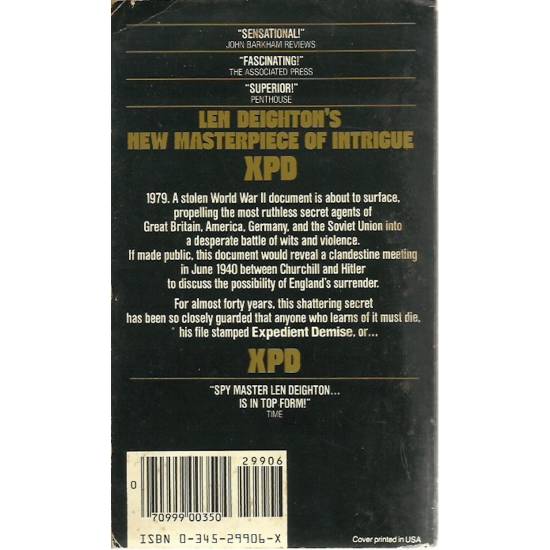 "SENSATIONAL!"
JOHN BARKHAM REVIEWS
"FASCINATING!"
THE ASSOCIATED PRESS
"SUPERIOR!"
PENTHOUSE
LEN DEIGHTON'S
NEW MASTERPIECE OF INTRIGUE
XPD
1979. A stolen World War II document is about to surface,
propelling the most ruthless secret agents of
Great Britain, America, Germany, and the Soviet Union into
a desperate battle of wits and violence.
If made public, this document would reveal a clandestine meeting
in June 1940 between Churchill and Hitler
to discuss the possibility of England's surrender.
For almost forty years, this shattering secret
has been so closely guarded that anyone who learns of it must die,
his file stamped Expedient Demise, or...
XPD
"SPY MASTER LEN DEIGHTON...
IS IN TOP FORM!"
TIME
29906
0
70999 00350
ISBN 0-345-29906-X
Cover printed in USA